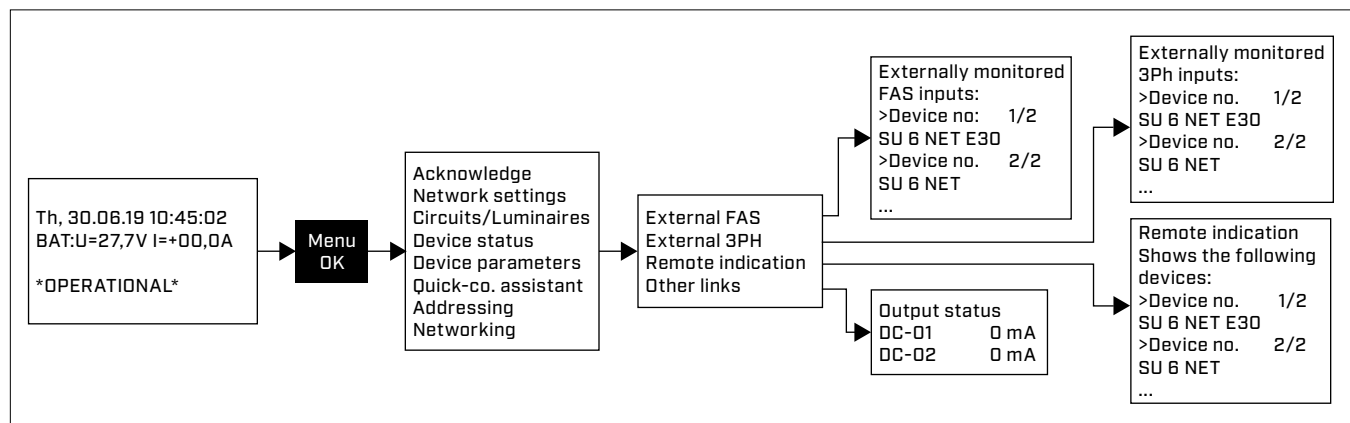 Th, 30.06.19 10:45:02
BAT:U=27,7V I=+00,0A
*OPERATIONAL*
Menu
OK
Acknowledge
Network settings
Circuits/Luminaires
Device status
Device parameters
Quick-co. assistant
Addressing
Networking
External FAS
External 3PH
Remote indication
Other links
Externally monitored
FAS inputs:
>Device no: 1/2
SU 6 NET E30
>Device no. 2/2
SU 6 NET
...
Output status
DC-01 0 mA
DC-02 0 mA
Externally monitored
3Ph inputs:
>Device no. 1/2
SU 6 NET E30
>Device no. 2/2
SU 6 NET
...
Remote indication
Shows the following
devices:
>Device no. 1/2
SU 6 NET E30
>Device no. 2/2
SU 6 NET
...